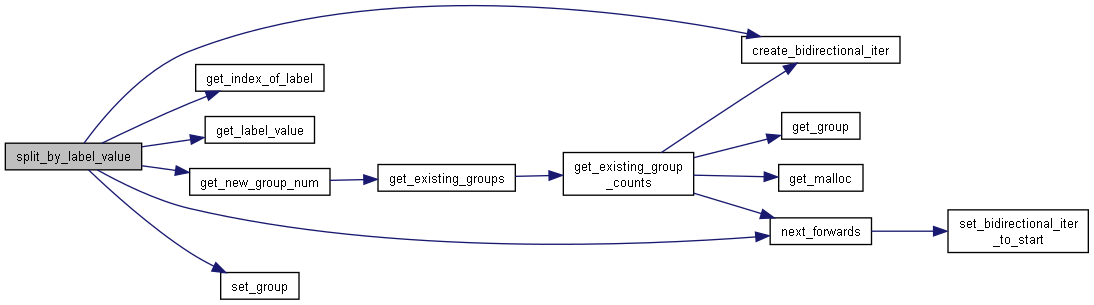 create_bidirectional_iter
get_index_of_label
get_group
get_label_value
split_by_label_value
get_existing_group
_counts
get_new_group_num
get_existing_groups
get_malloc
next_forwards
set_bidirectional_iter
_to_start
set_group